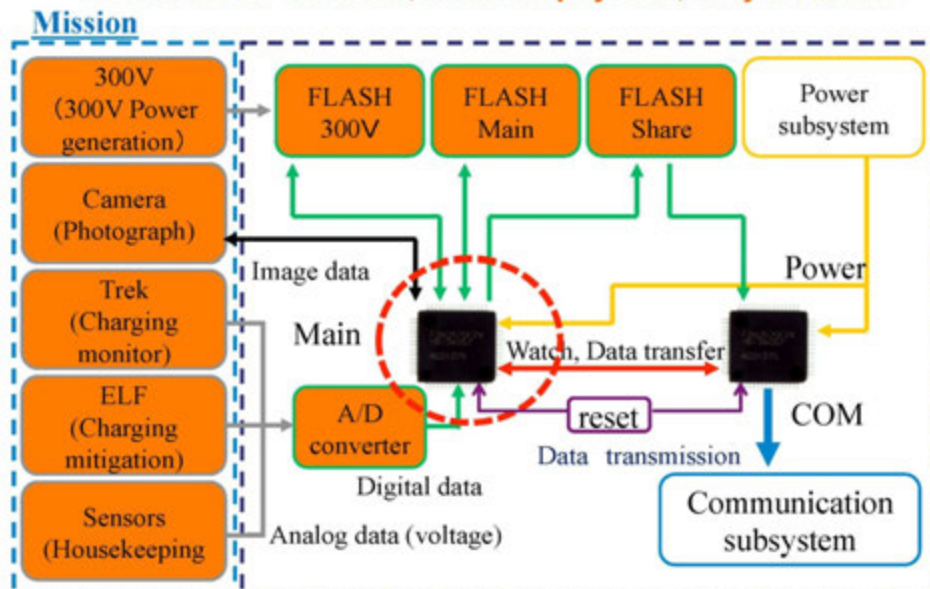 Mission
300V
(300V Power
generation)
Camera
(Photograph)
Trek
(Charging
monitor)
ELF
(Charging
mitigation)
Sensors
(Housekeeping
FLASH
300V
FLASH
Main
FLASH
Share
Power
subsystem
Image data
Power
Main
Watch, Data transfer
A/D
converter
reset
COM
Data transmission
Digital data
Analog data (voltage)
Communication
subsystem